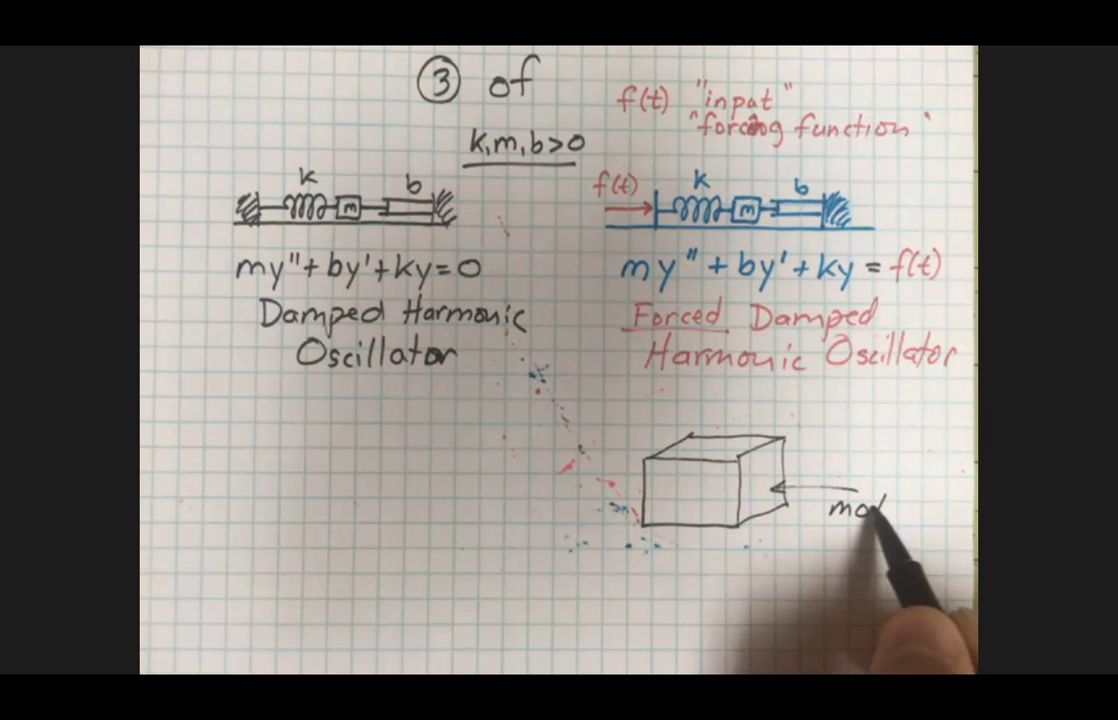 ③ of
f(t) "input"
"forcing function"
k, m, b > 0
k b
m
my" + by' + ky = 0
Damped Harmonic
Oscillator
f(t) k b
m
my" + by' + ky = f(t)
Forced Damped
Harmonic Oscillator